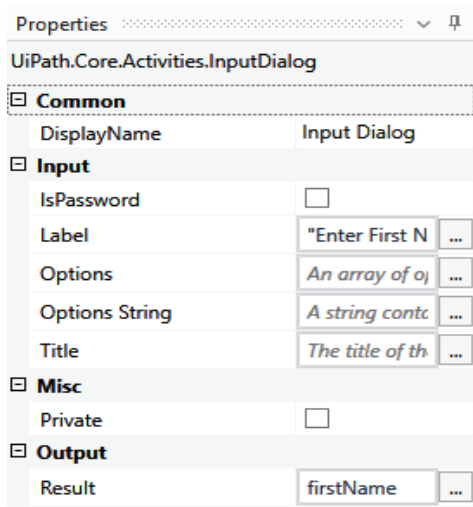 Properties
UiPath.Core.Activities.InputDialog
Common
DisplayName Input Dialog
Input
IsPassword
Label "Enter First N ...
Options An array of o ...
Options String A string conta ...
Title The title of th ...
Misc
Private
Output
Result firstName ...